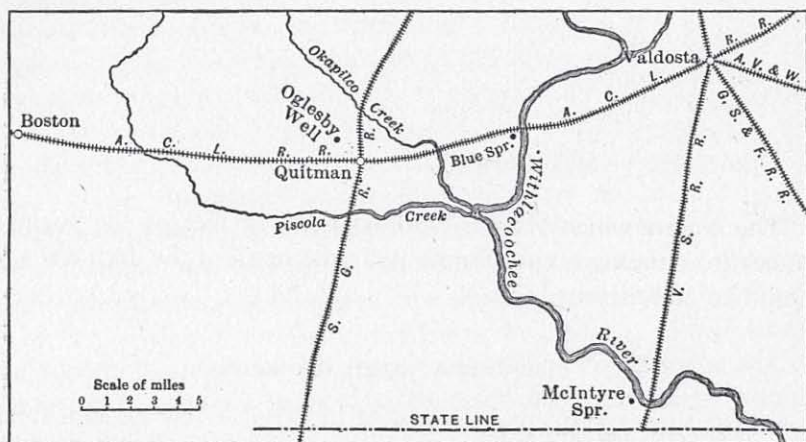 Okapilco
Creek
Valdosta
R. R.
A. V. & W.
A. C. L.
G. S. & F. R. R.
Oglesby
Well
Boston
A. C. L. R. R.
Quitman
R.
R.
G.
S.
Blue Spr.
Withlacoochee
Piscola Creek
R.
R.
S.
V.
River
Scale of miles
0 1 2 3 4 5
McIntyre
Spr.
STATE LINE